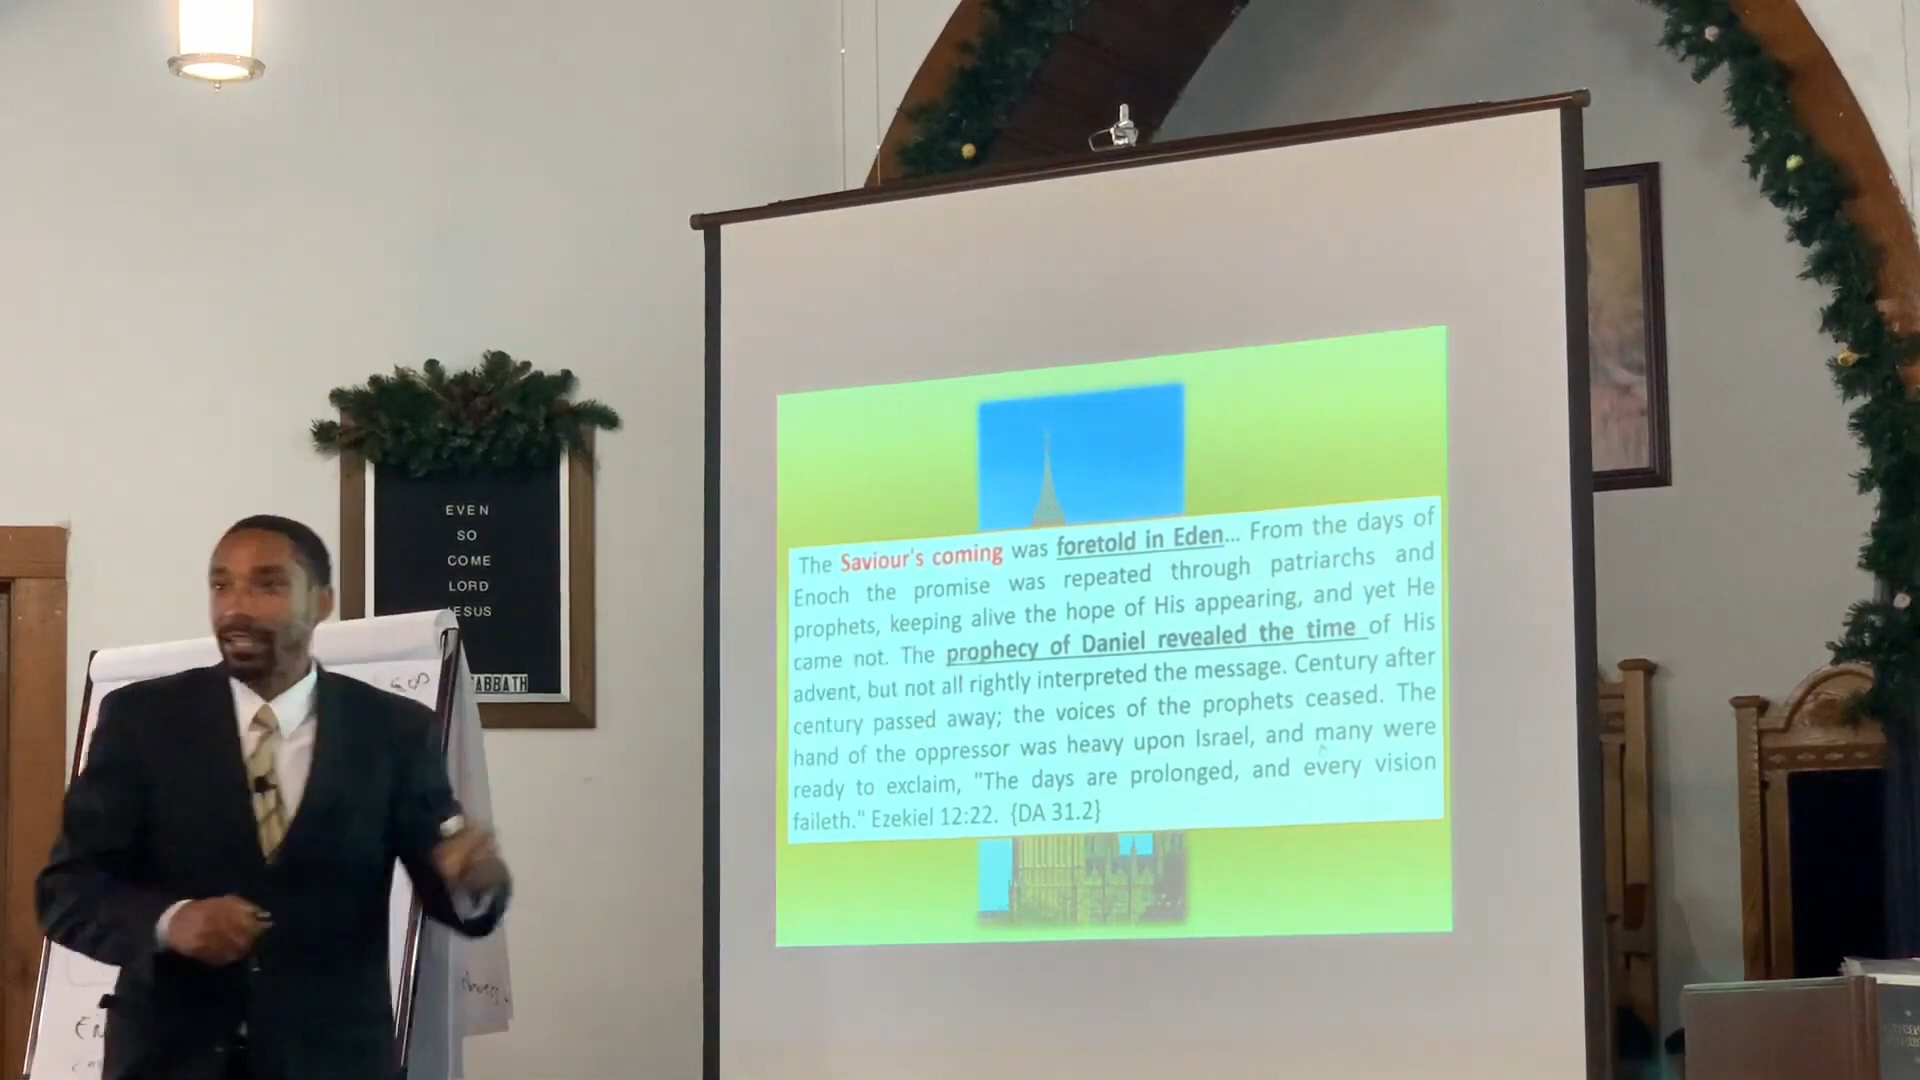 EVEN
SO
COME
LORD
JESUS
SABBATH
The Saviour's coming was foretold in Eden... From the days of
Enoch the promise was repeated through patriarchs and
prophets, keeping alive the hope of His appearing, and yet He
came not. The prophecy of Daniel revealed the time of His
advent, but not all rightly interpreted the message. Century after
century passed away; the voices of the prophets ceased. The
hand of the oppressor was heavy upon Israel, and many were
ready to exclaim, "The days are prolonged, and every vision
faileth." Ezekiel 12:22. {DA 31.2}